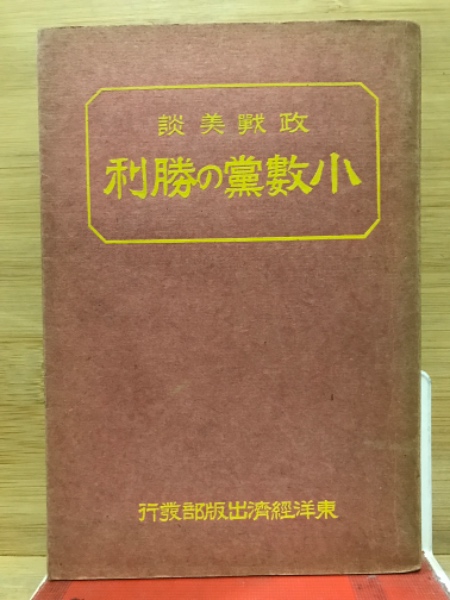 政戰美談
小數黨の勝利
東洋經濟出版部發行